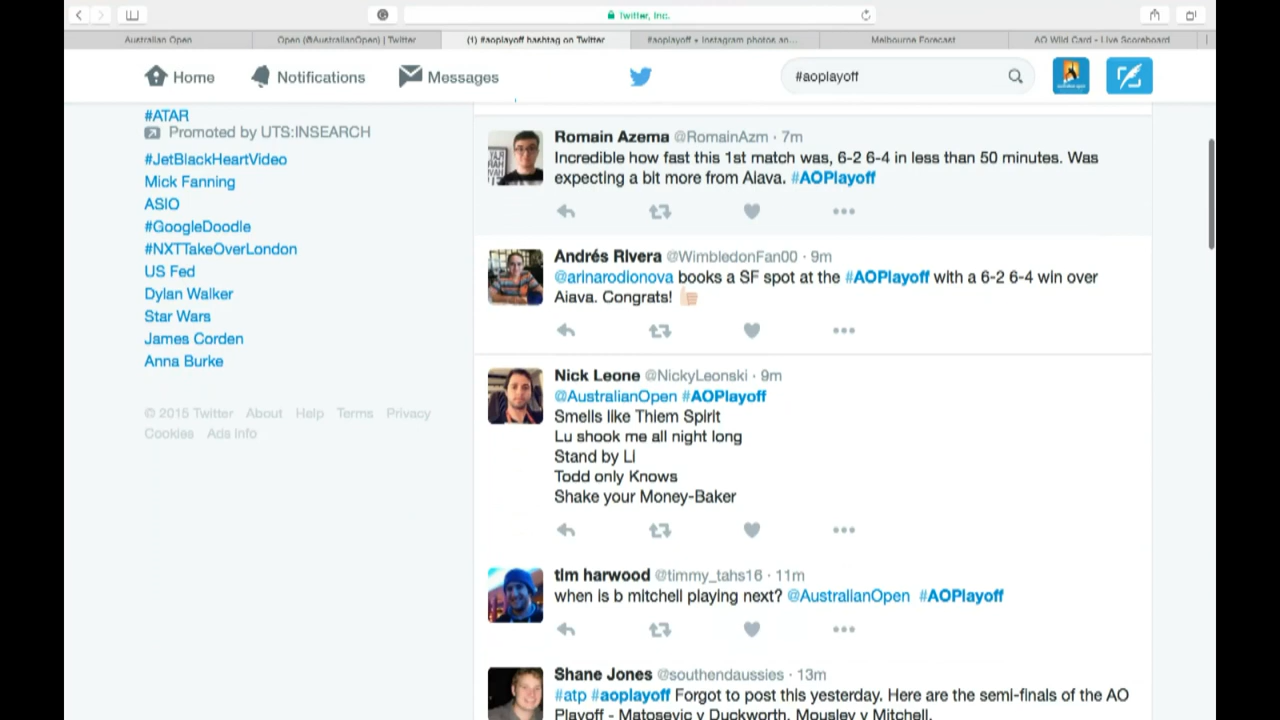 Twitter, Inc.
Australian Open
Open (@AustralianOpen) | Twitter
(1) #aoplayoff hashtag on Twitter
#aoplayoff • Instagram photos an...
Melbourne Forecast
AO Wild Card - Live Scoreboard
Home
Notifications
Messages
#aoplayoff
#ATAR
Promoted by UTS:INSEARCH
#JetBlackHeartVideo
Mick Fanning
ASIO
#GoogleDoodle
#NXTTakeOverLondon
US Fed
Dylan Walker
Star Wars
James Corden
Anna Burke
© 2015 Twitter About Help Terms Privacy
Cookies Ads info
Romain Azema @RomainAzm · 7m
Incredible how fast this 1st match was, 6-2 6-4 in less than 50 minutes. Was
expecting a bit more from Aiava. #AOPlayoff
Andrés Rivera @WimbledonFan00 · 9m
@arinarodionova books a SF spot at the #AOPlayoff with a 6-2 6-4 win over
Aiava. Congrats!
Nick Leone @NickyLeonski · 9m
@AustralianOpen #AOPlayoff
Smells like Thiem Spirit
Lu shook me all night long
Stand by Li
Todd only Knows
Shake your Money-Baker
tim harwood @timmy_tahs16 · 11m
when is b mitchell playing next? @AustralianOpen #AOPlayoff
Shane Jones @southendaussies · 13m
#atp #aoplayoff Forgot to post this yesterday. Here are the semi-finals of the AO
Playoff - Matosevic v Duckworth, Mousley v Mitchell.